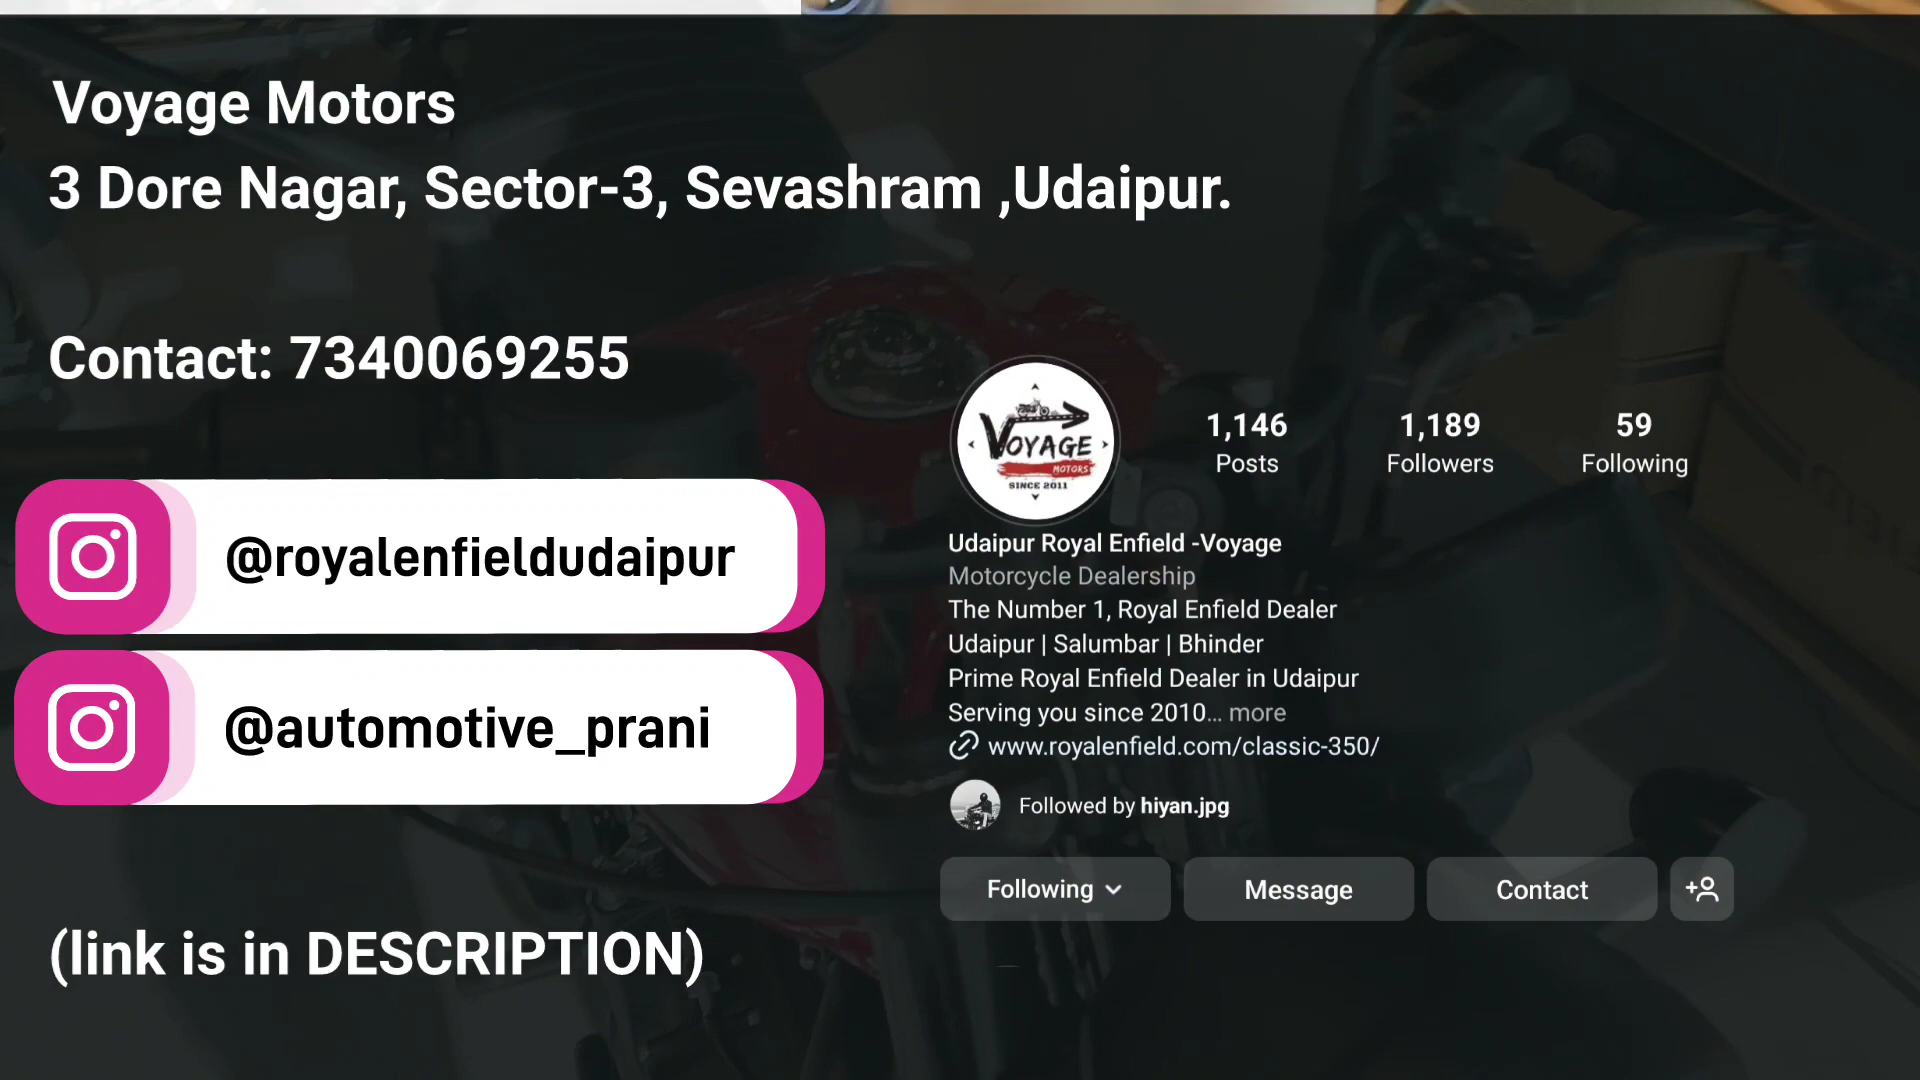 Voyage Motors
3 Dore Nagar, Sector-3, Sevashram ,Udaipur.
Contact: 7340069255
@royalenfieldudaipur
@automotive_prani
(link is in DESCRIPTION)
VOYAGE
MOTORS
SINCE 2011
1,146
Posts
1,189
Followers
59
Following
Udaipur Royal Enfield -Voyage
Motorcycle Dealership
The Number 1, Royal Enfield Dealer
Udaipur | Salumbar | Bhinder
Prime Royal Enfield Dealer in Udaipur
Serving you since 2010... more
www.royalenfield.com/classic-350/
Followed by hiyan.jpg
Following
Message
Contact